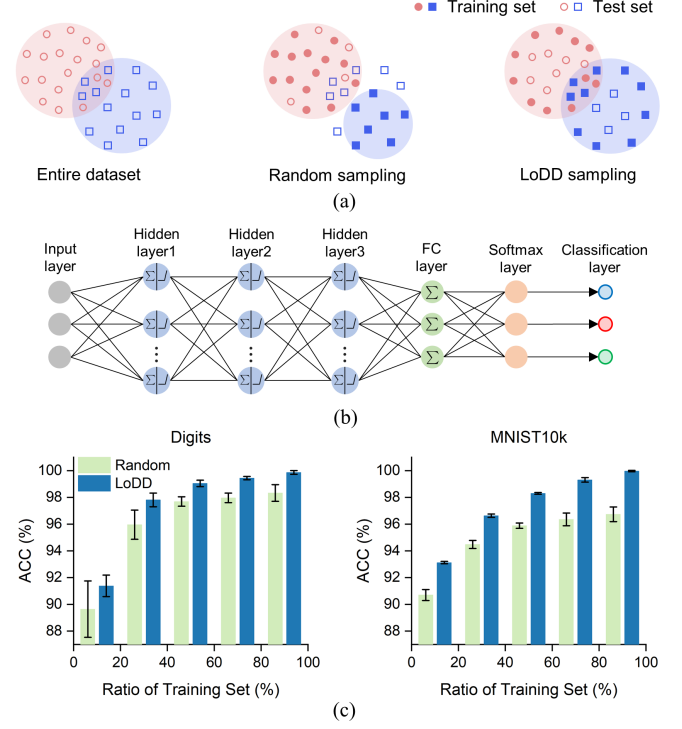 Training set Test set
Entire dataset
Random sampling
LoDD sampling
(a)
Input
layer
Hidden
layer1
Hidden
layer2
Hidden
layer3
FC
layer
Softmax
layer
Classification
layer
Σ Σ Σ
Σ Σ Σ Σ
Σ
Σ Σ Σ Σ
(b)
Digits
Random
LoDD
ACC (%)
100
98
96
94
92
90
88
0 20 40 60 80 100
Ratio of Training Set (%)
MNIST10k
ACC (%)
100
98
96
94
92
90
88
0 20 40 60 80 100
Ratio of Training Set (%)
(c)